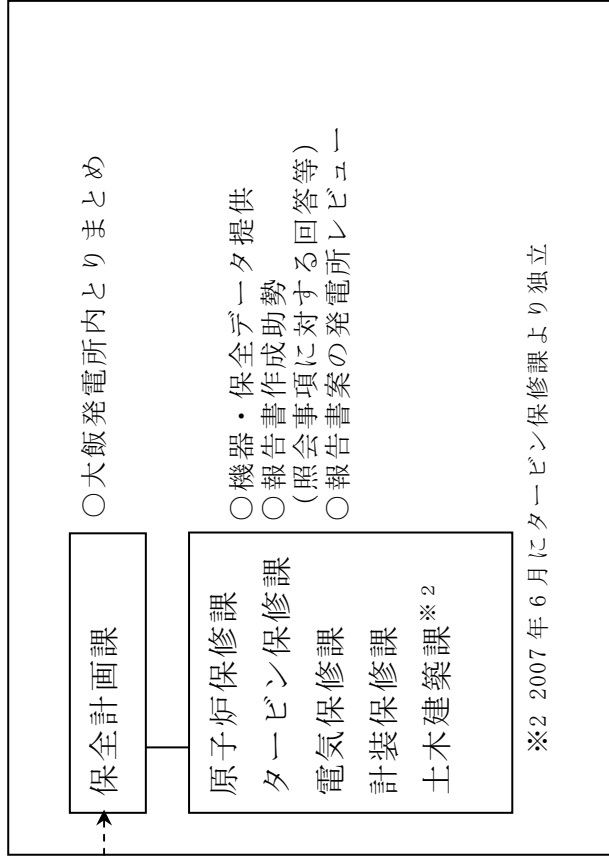 保全計画課
○大飯発電所内とりまとめ
原子炉保修課
タービン保修課
電気保修課
計装保修課
土木建築課※2
○機器・保全データ提供
○報告書作成助勢
(照会事項に対する回答等)
○報告書案の発電所レビュー
※2 2007年6月にタービン保修課より独立